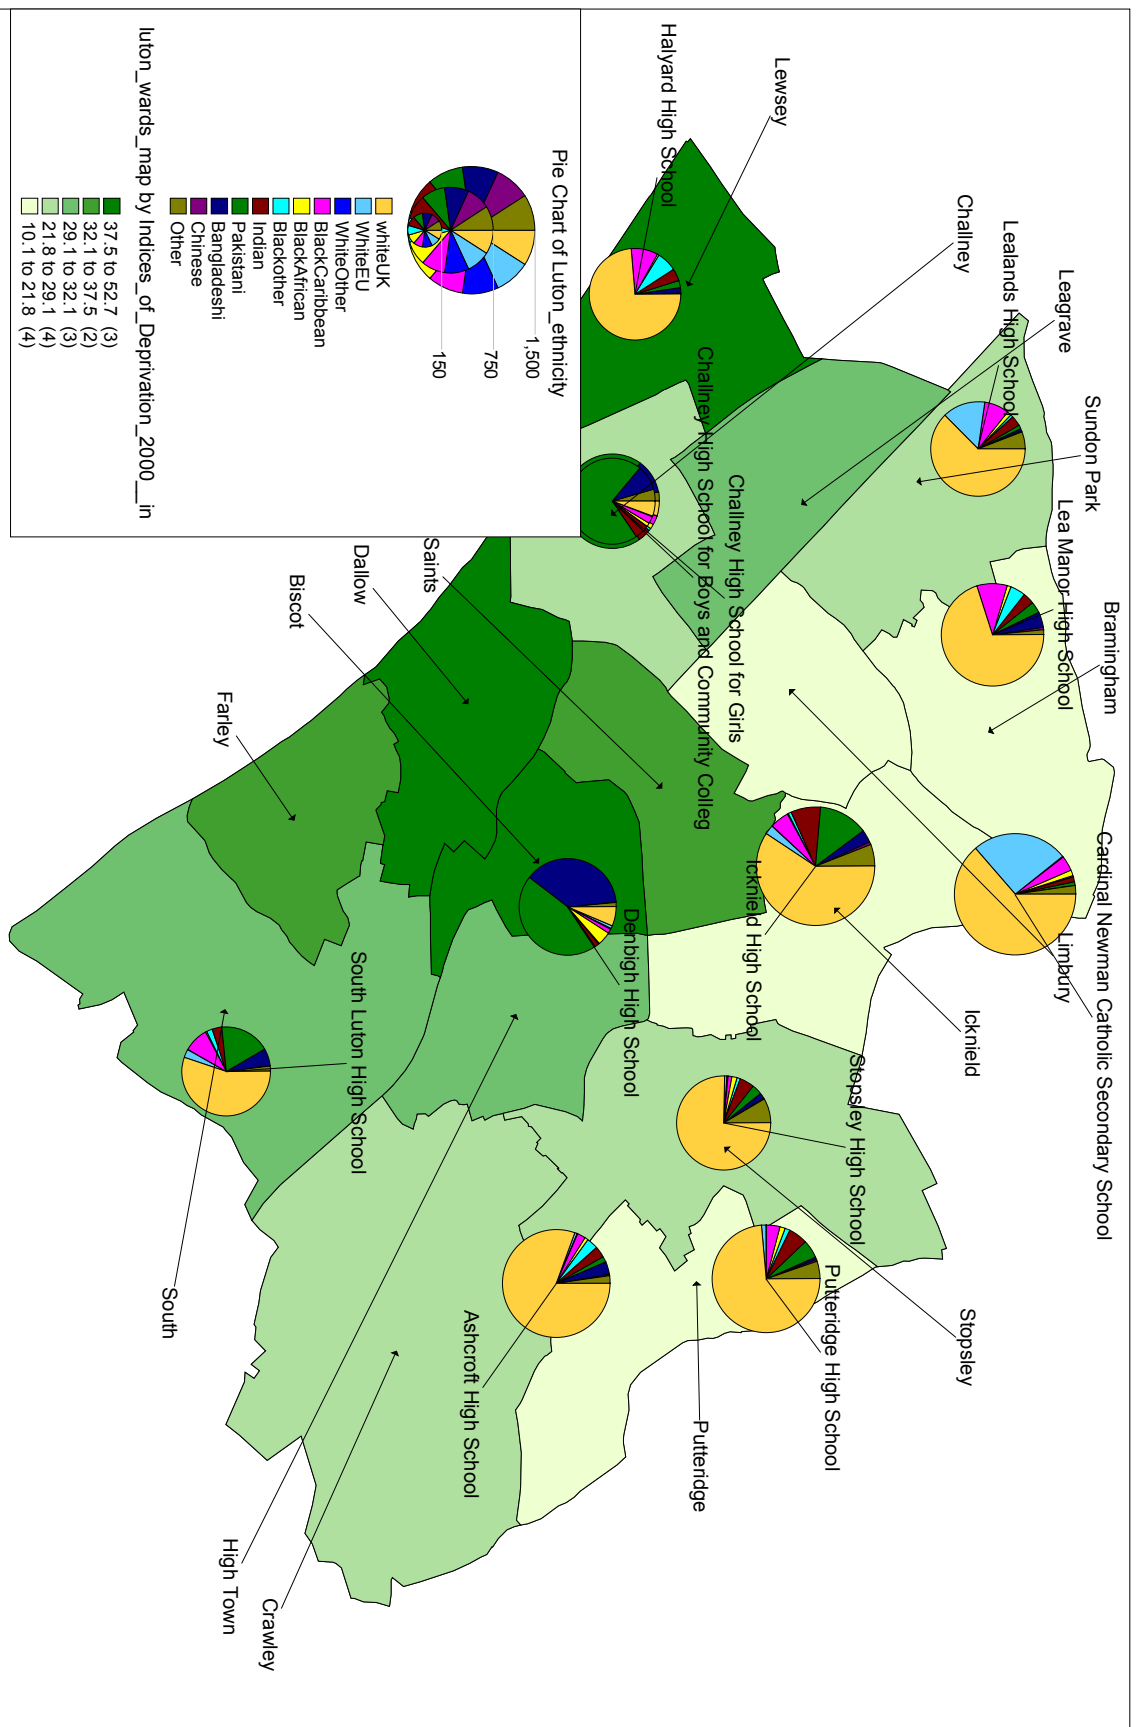 Cardinal Newman Catholic Secondary School
Bramingham
Sundon Park
Leagrave
Lea Manor High School
Limbury
Lealands High School
Icknield
Challney
Stopsley
Stopsley High School
Putteridge High School
Lewsey
Icknield High School
Challney High School for Girls
Challney High School for Boys and Community Colleg
Putteridge
Halyard High School
Denbigh High School
Ashcroft High School
Saints
Dallow
South Luton High School
Biscot
Crawley
High Town
Farley
South
Pie Chart of Luton_ethnicity
1,500
750
150
whiteUK
WhiteEU
WhiteOther
BlackCaribbean
BlackAfrican
Blackother
Indian
Pakistani
Bangladeshi
Chinese
Other
luton_wards_map by Indices_of_Deprivation_2000__in
37.5 to 52.7 (3)
32.1 to 37.5 (2)
29.1 to 32.1 (3)
21.8 to 29.1 (4)
10.1 to 21.8 (4)